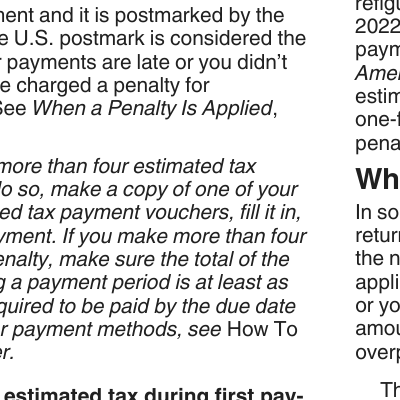 ment and it is postmarked by the
e U.S. postmark is considered the
r payments are late or you didn't
e charged a penalty for
See When a Penalty Is Applied,
more than four estimated tax
do so, make a copy of one of your
ed tax payment vouchers, fill it in,
yment. If you make more than four
enalty, make sure the total of the
g a payment period is at least as
quired to be paid by the due date
r payment methods, see How To
er.
estimated tax during first pay-
refigu
2022
paym
Amer
estim
one-f
pena
Wh
In so
retur
the n
appli
or yo
amou
overp
Th